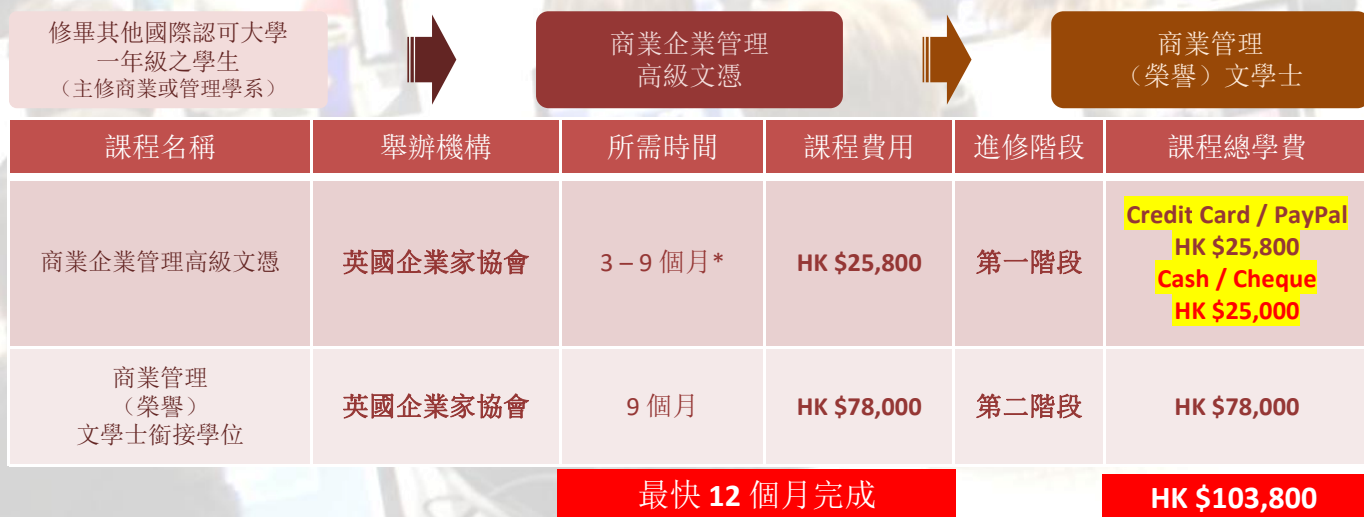 修畢其他國際認可大學
一年級之學生
（主修商業或管理學系）
商業企業管理
高級文憑
商業管理
（榮譽）文學士
課程名稱
舉辦機構
所需時間
課程費用
進修階段
課程總學費
商業企業管理高級文憑
英國企業家協會
3 – 9 個月*
HK $25,800
第一階段
Credit Card / PayPal
HK $25,800
Cash / Cheque
HK $25,000
商業管理
（榮譽）
文學士銜接學位
英國企業家協會
9 個月
HK $78,000
第二階段
HK $78,000
最快 12 個月完成
HK $103,800